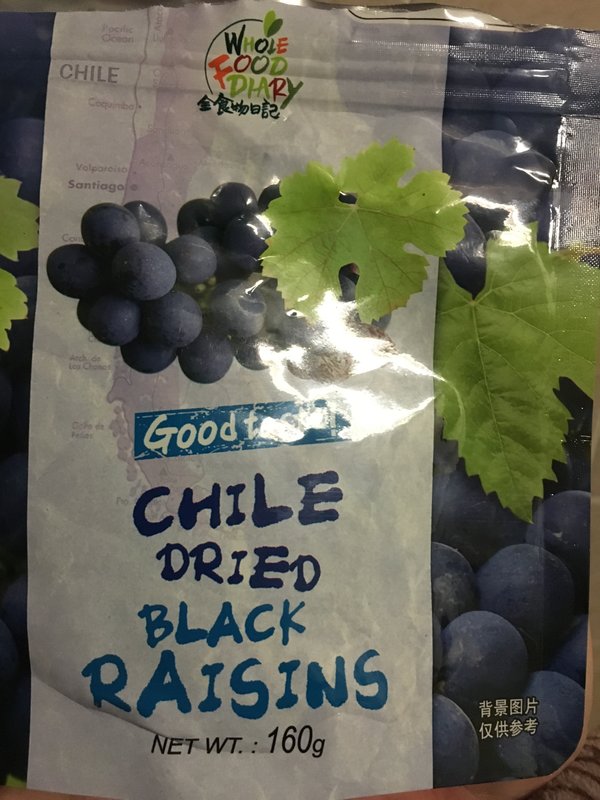 WHOLE
FOOD
DIARY
全食物日記
Pacific
Ocean
CHILE
Coquimbo
Valparaiso
Santiago
Arch. de
Los Chonos
Golfo de
Penas
Good
CHILE
DRIED
BLACK
RAISINS
NET WT. : 160g
背景图片
仅供参考